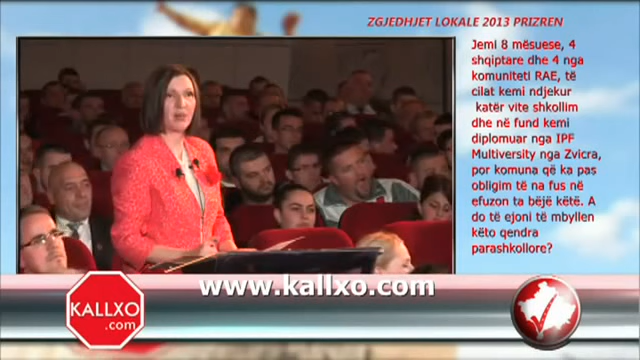 ZGJEDHJET LOKALE 2013 PRIZREN
Jemi 8 mësuese, 4
shqiptare dhe 4 nga
komuniteti RAE, të
cilat kemi ndjekur
katër vite shkollim
dhe në fund kemi
diplomuar nga IPF
Multiversity nga Zvicra,
por komuna që ka pas
obligim të na fus në
efuzon ta bëjë këtë. A
do të ejoni të mbyllen
këto qendra
parashkollore?
www.kallxo.com
KALLXO
.com